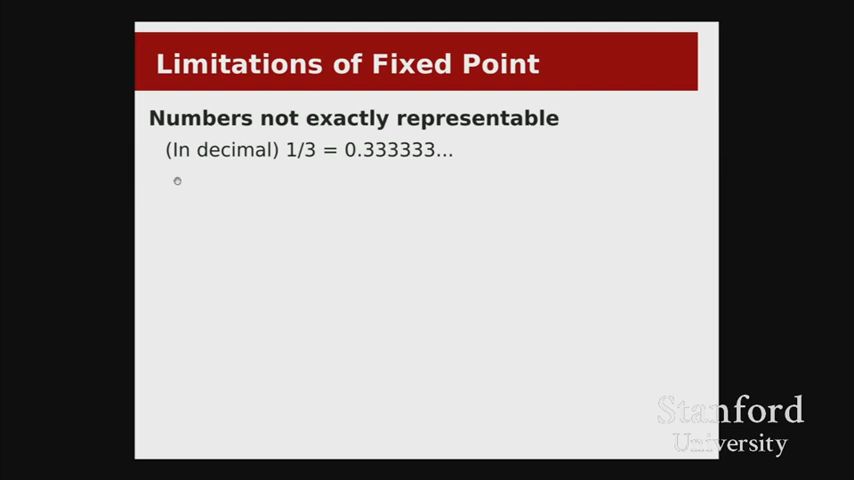 Limitations of Fixed Point
Numbers not exactly representable
(In decimal) 1/3 = 0.333333...
Stanford
University